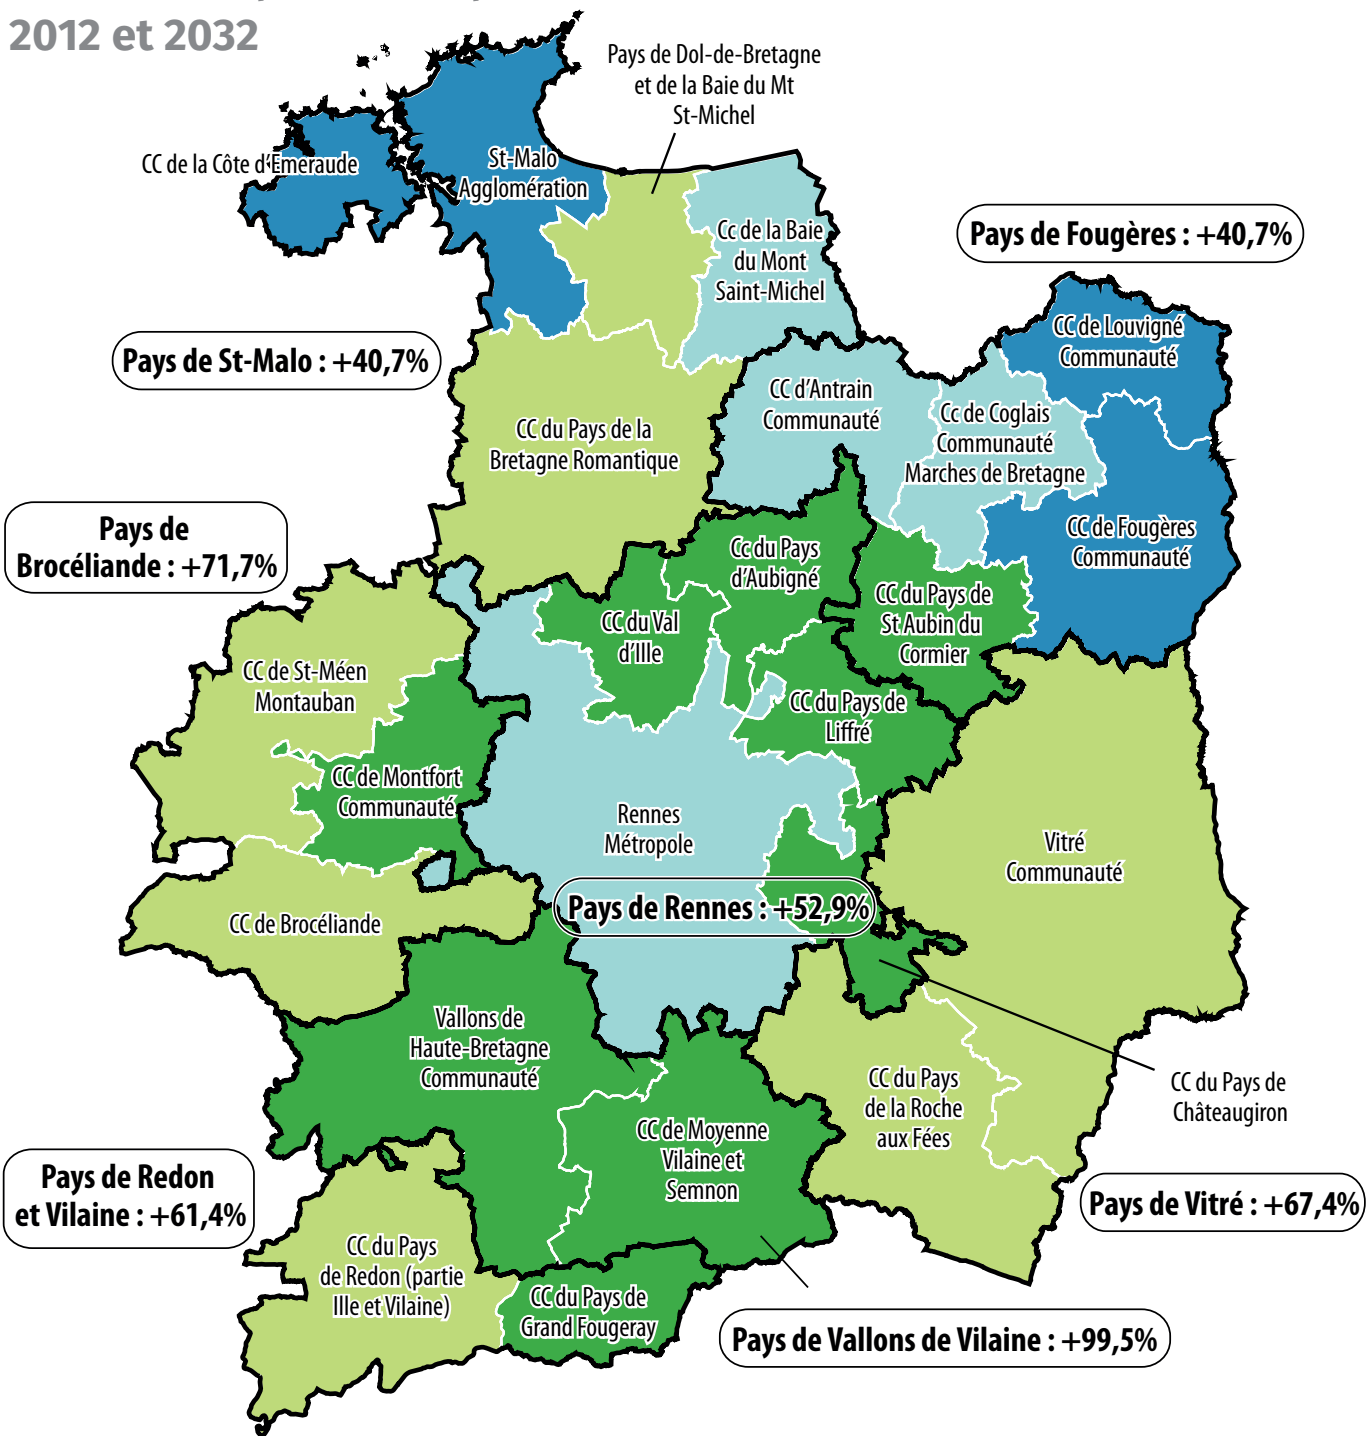 2012 et 2032
Pays de Dol-de-Bretagne
et de la Baie du Mt
St-Michel
CC de la Côte d'Emeraude
St-Malo
Agglomération
Cc de la Baie
du Mont
Saint-Michel
Pays de Fougères : +40,7%
CC de Louvigné
Communauté
Pays de St-Malo : +40,7%
CC d'Antrain
Communauté
Cc de Coglais
Communauté
Marches de Bretagne
CC du Pays de la
Bretagne Romantique
CC de Fougères
Communauté
Pays de
Brocéliande : +71,7%
Cc du Pays
d'Aubigné
CC du Pays de
St Aubin du
Cormier
CC du Val
d'Ille
CC de St-Méen
Montauban
CC du Pays de
Liffré
CC de Montfort
Communauté
Rennes
Métropole
Vitré
Communauté
Pays de Rennes : +52,9%
CC de Brocéliande
Vallons de
Haute-Bretagne
Communauté
CC du Pays
de la Roche
aux Fées
CC du Pays de
Châteaugiron
CC de Moyenne
Vilaine et
Semnon
Pays de Redon
et Vilaine : +61,4%
Pays de Vitré : +67,4%
CC du Pays
de Redon (partie
Ille et Vilaine)
CC du Pays de
Grand Fougeray
Pays de Vallons de Vilaine : +99,5%